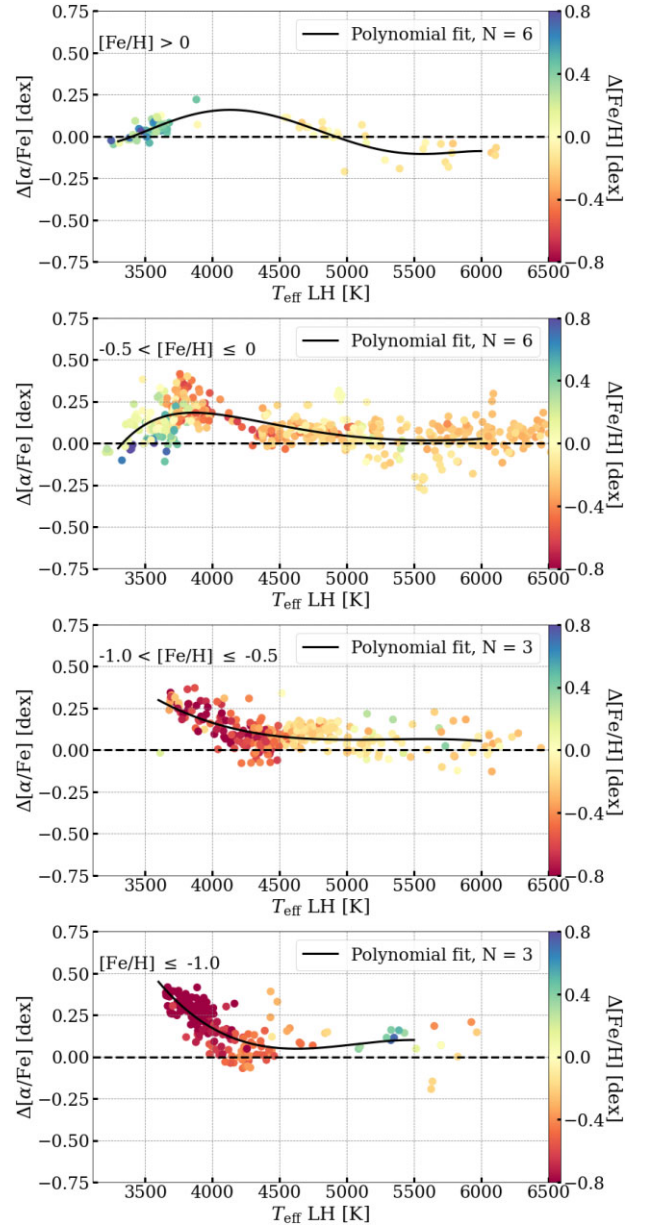 [Fe/H] > 0
Polynomial fit, N = 6
Δ[α/Fe] [dex]
0.75
0.50
0.25
0.00
−0.25
−0.50
−0.75
3500 4000 4500 5000 5500 6000 6500
T_eff LH [K]
0.8
0.4
0.0
−0.4
−0.8
Δ[Fe/H] [dex]
-0.5 < [Fe/H] ≤ 0
Polynomial fit, N = 6
Δ[α/Fe] [dex]
0.75
0.50
0.25
0.00
−0.25
−0.50
−0.75
3500 4000 4500 5000 5500 6000 6500
T_eff LH [K]
0.8
0.4
0.0
−0.4
−0.8
Δ[Fe/H] [dex]
-1.0 < [Fe/H] ≤ -0.5
Polynomial fit, N = 3
Δ[α/Fe] [dex]
0.75
0.50
0.25
0.00
−0.25
−0.50
−0.75
3500 4000 4500 5000 5500 6000 6500
T_eff LH [K]
0.8
0.4
0.0
−0.4
−0.8
Δ[Fe/H] [dex]
[Fe/H] ≤ -1.0
Polynomial fit, N = 3
Δ[α/Fe] [dex]
0.75
0.50
0.25
0.00
−0.25
−0.50
−0.75
3500 4000 4500 5000 5500 6000 6500
T_eff LH [K]
0.8
0.4
0.0
−0.4
−0.8
Δ[Fe/H] [dex]